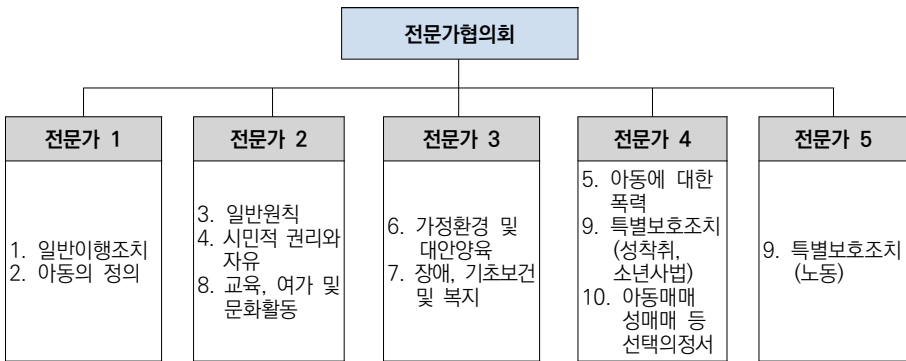 전문가협의회
전문가 1
1. 일반이행조치
2. 아동의 정의
전문가 2
3. 일반원칙
4. 시민적 권리와
자유
8. 교육, 여가 및
문화활동
전문가 3
6. 가정환경 및
대안양육
7. 장애, 기초보건
및 복지
전문가 4
5. 아동에 대한
폭력
9. 특별보호조치
(성착취,
소년사법)
10. 아동매매
성매매 등
선택의정서
전문가 5
9. 특별보호조치
(노동)